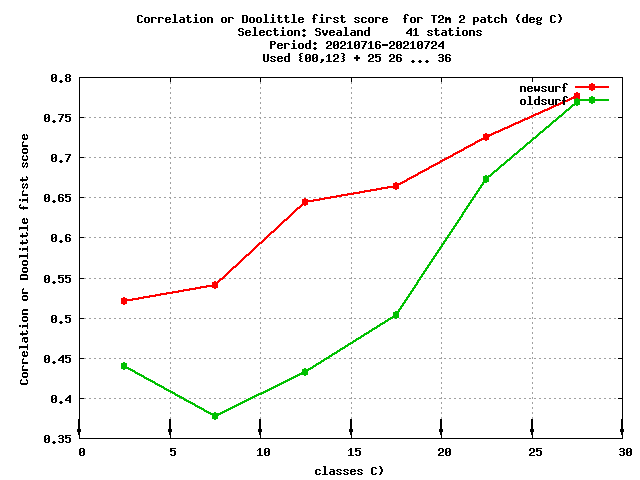 Correlation or Doolittle first score  for T2m 2 patch (deg C)
Selection: Svealand     41 stations
Period: 20210716-20210724
Used {00,12} + 25 26 ... 36
newsurf
oldsurf
Correlation or Doolittle first score
0.8
0.75
0.7
0.65
0.6
0.55
0.5
0.45
0.4
0.35
0 5 10 15 20 25 30
classes C)